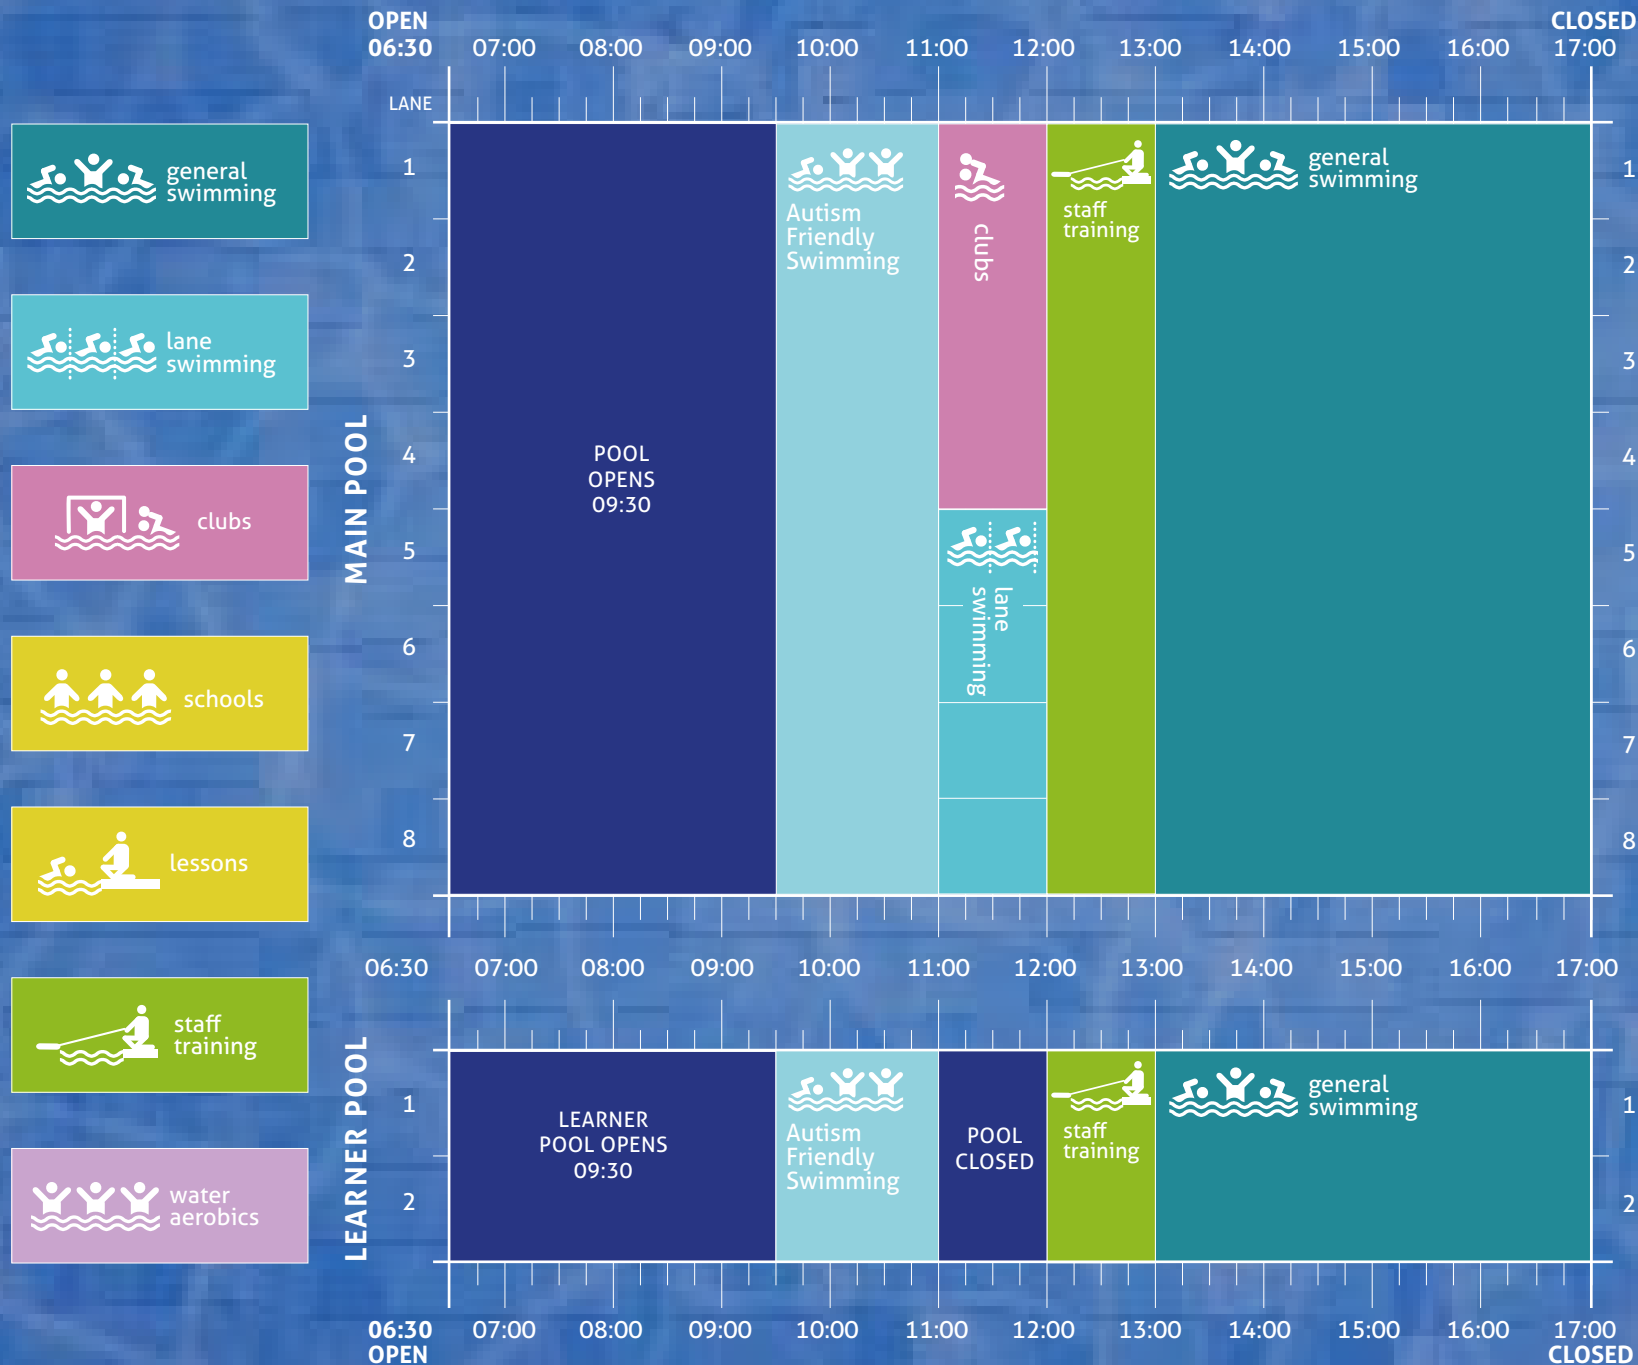 OPEN
CLOSED
06:30 07:00 08:00 09:00 10:00 11:00 12:00 13:00 14:00 15:00 16:00 17:00
LANE
general
swimming
lane
swimming
clubs
schools
lessons
staff
training
water
aerobics
MAIN POOL
1
2
3
4
5
6
7
8
POOL
OPENS
09:30
Autism
Friendly
Swimming
clubs
lane
swimming
staff
training
general
swimming
1
2
3
4
5
6
7
8
06:30 07:00 08:00 09:00 10:00 11:00 12:00 13:00 14:00 15:00 16:00 17:00
LEARNER POOL
1
2
LEARNER
POOL OPENS
09:30
Autism
Friendly
Swimming
POOL
CLOSED
staff
training
general
swimming
1
2
06:30 07:00 08:00 09:00 10:00 11:00 12:00 13:00 14:00 15:00 16:00 17:00
OPEN
CLOSED